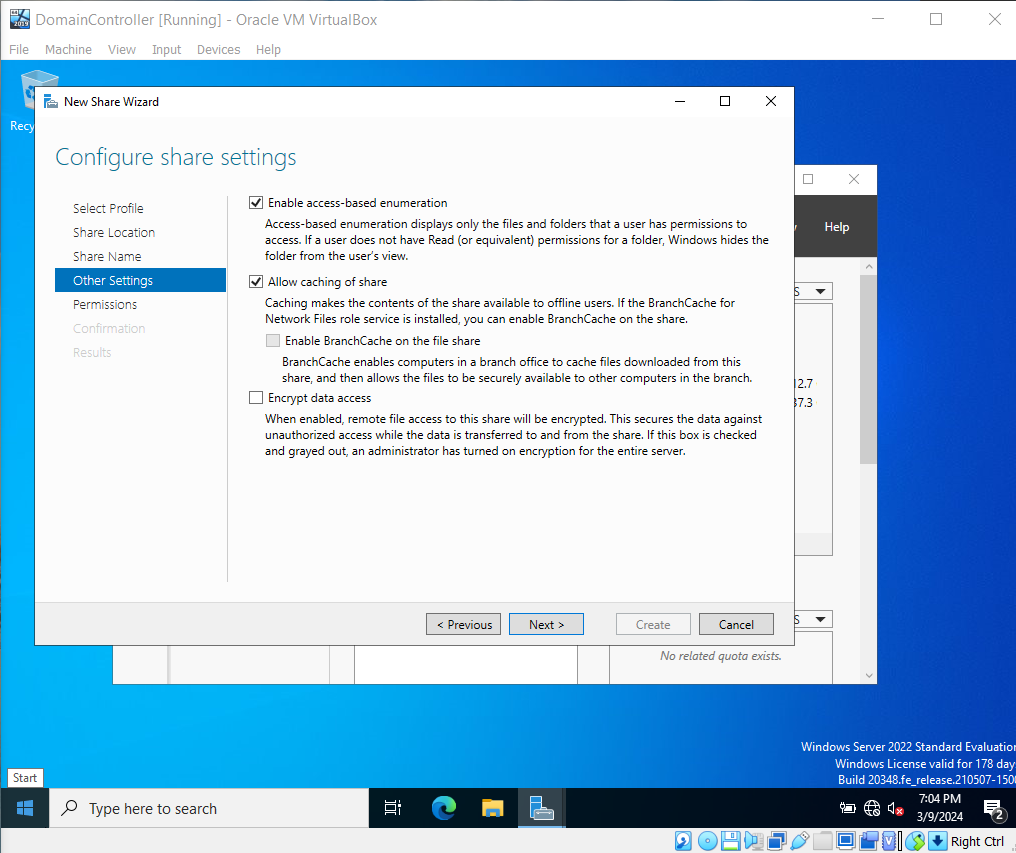 DomainController [Running] - Oracle VM VirtualBox
File Machine View Input Devices Help
Recy
New Share Wizard
Configure share settings
Select Profile
Share Location
Share Name
Other Settings
Permissions
Confirmation
Results
Enable access-based enumeration
Access-based enumeration displays only the files and folders that a user has permissions to
access. If a user does not have Read (or equivalent) permissions for a folder, Windows hides the
folder from the user's view.
Allow caching of share
Caching makes the contents of the share available to offline users. If the BranchCache for
Network Files role service is installed, you can enable BranchCache on the share.
Enable BranchCache on the file share
BranchCache enables computers in a branch office to cache files downloaded from this
share, and then allows the files to be securely available to other computers in the branch.
Encrypt data access
When enabled, remote file access to this share will be encrypted. This secures the data against
unauthorized access while the data is transferred to and from the share. If this box is checked
and grayed out, an administrator has turned on encryption for the entire server.
< Previous Next > Create Cancel
Help
S
12.7
37.3
S
No related quota exists.
Windows Server 2022 Standard Evaluation
Windows License valid for 178 day
Build 20348.fe_release.210507-150
Start
Type here to search
7:04 PM
3/9/2024
2
Right Ctrl